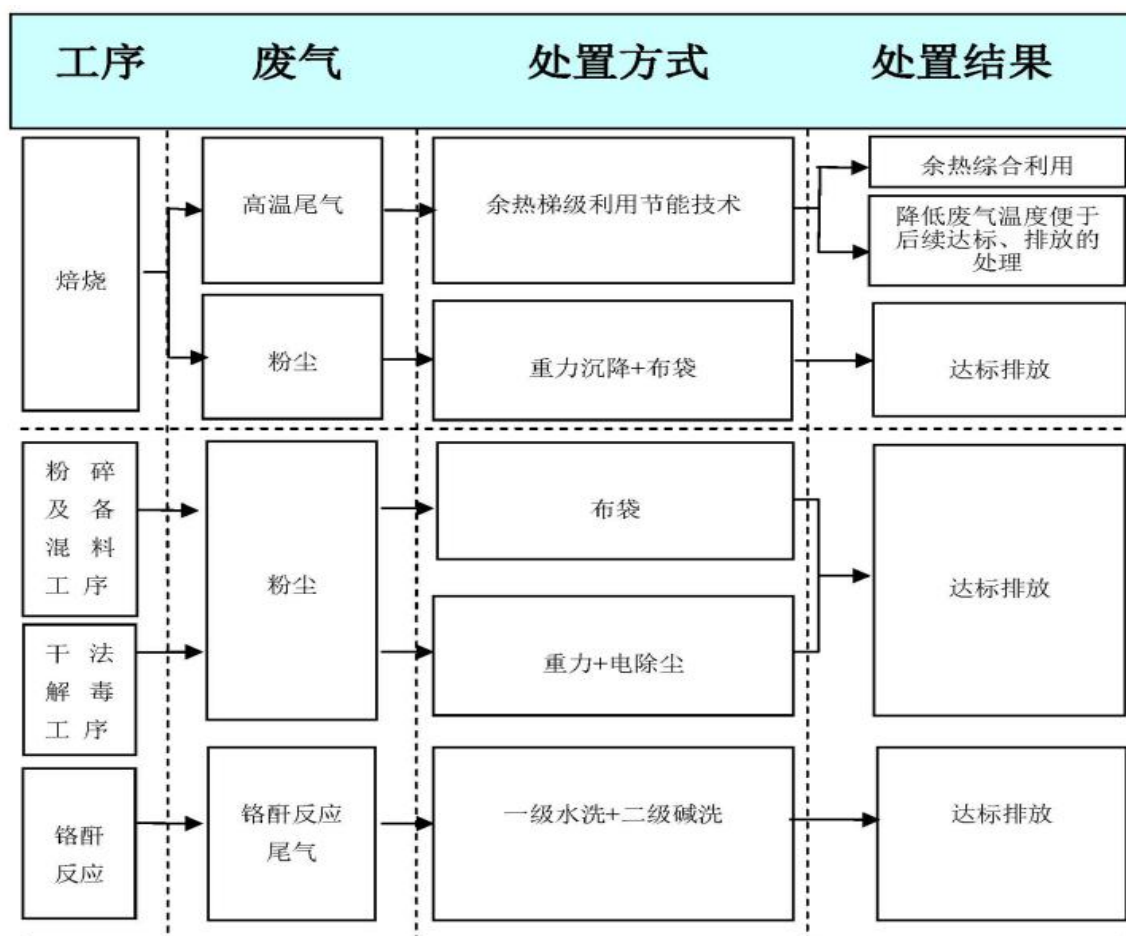 工序 废气 处置方式 处置结果
焙烧
高温尾气
余热梯级利用节能技术
余热综合利用
降低废气温度便于
后续达标、排放的
处理
粉尘
重力沉降+布袋
达标排放
粉碎
及备
混料
工序
干法
解毒
工序
粉尘
布袋
重力+电除尘
达标排放
铬酐
反应
铬酐反应
尾气
一级水洗+二级碱洗
达标排放